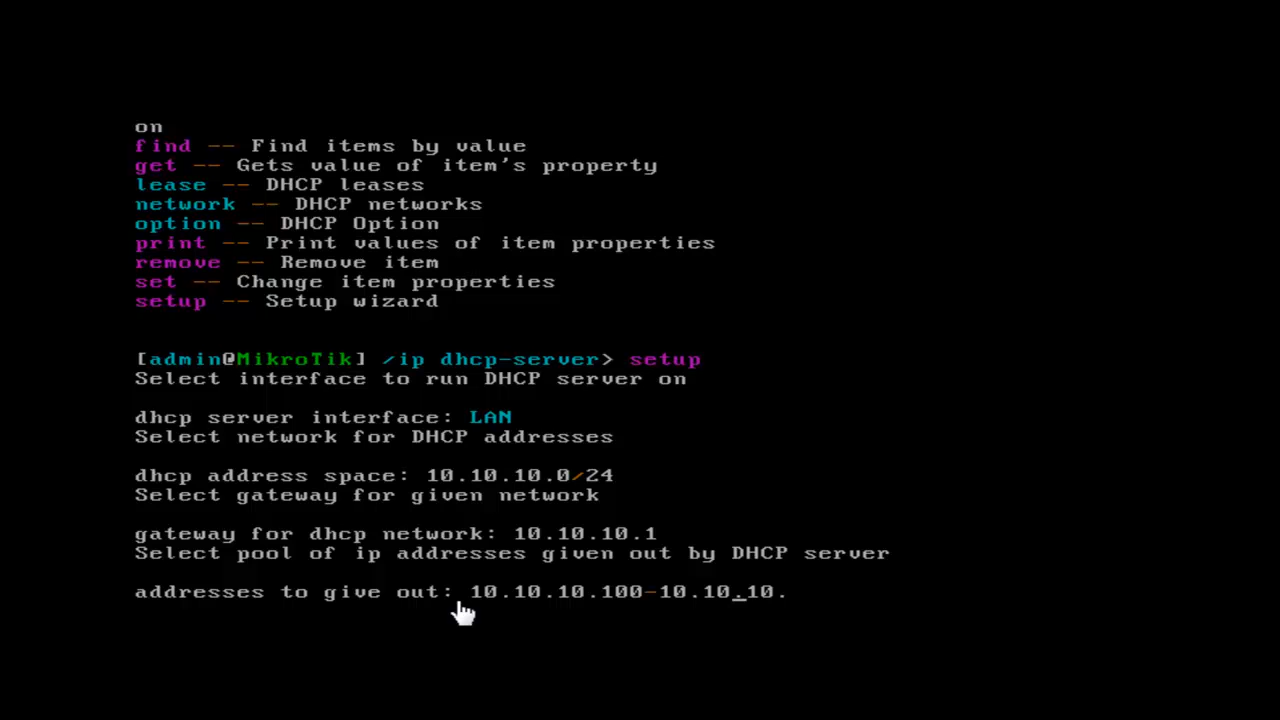 on
find -- Find items by value
get -- Gets value of item's property
lease -- DHCP leases
network -- DHCP networks
option -- DHCP Option
print -- Print values of item properties
remove -- Remove item
set -- Change item properties
setup -- Setup wizard
[admin@MikroTik] /ip dhcp-server> setup
Select interface to run DHCP server on
dhcp server interface: LAN
Select network for DHCP addresses
dhcp address space: 10.10.10.0/24
Select gateway for given network
gateway for dhcp network: 10.10.10.1
Select pool of ip addresses given out by DHCP server
addresses to give out: 10.10.10.100-10.10.10.